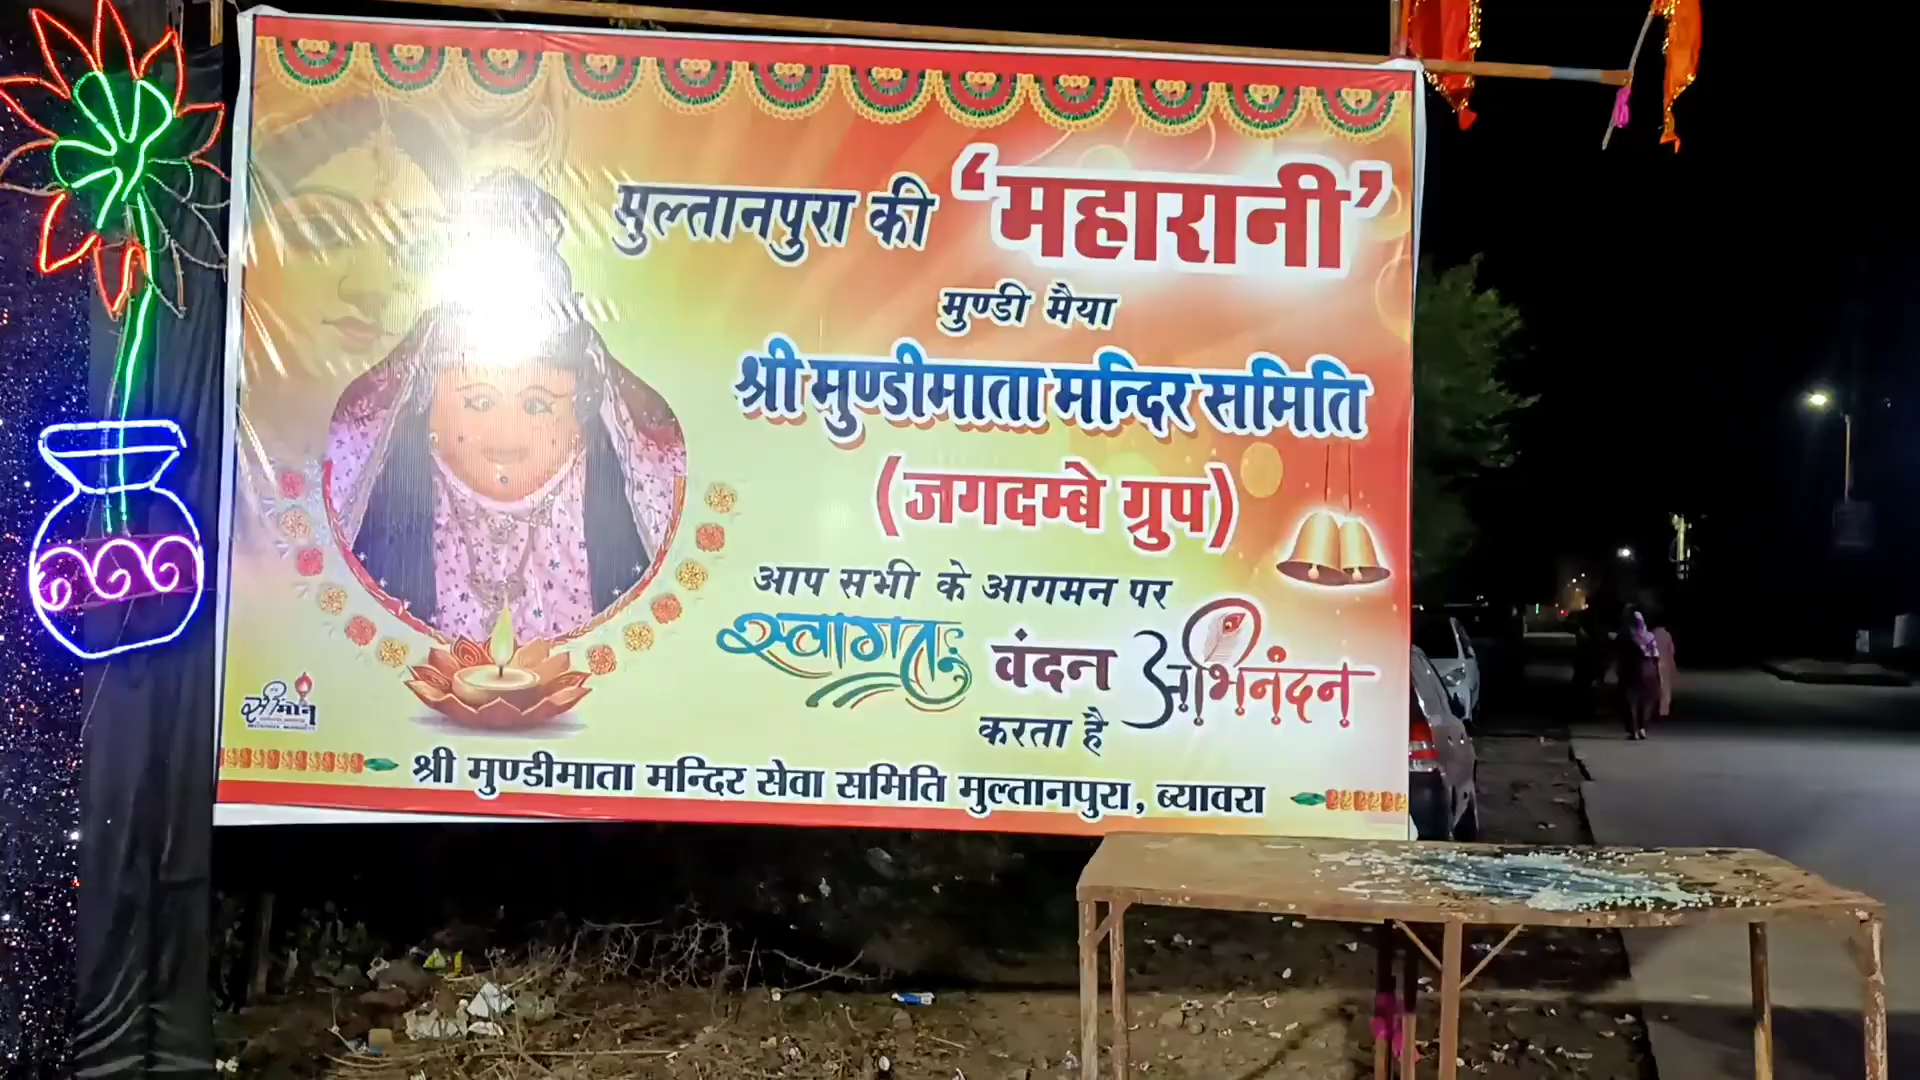 मुल्तानपुरा की 'महारानी'
मुण्डी मैया
श्री मुण्डीमाता मन्दिर समिति
(जगदम्बे ग्रुप)
आप सभी के आगमन पर
स्वागतः वंदन अभिनंदन
करता है
श्रीमान्
श्री मुण्डीमाता मन्दिर सेवा समिति मुल्तानपुरा, ब्यावरा